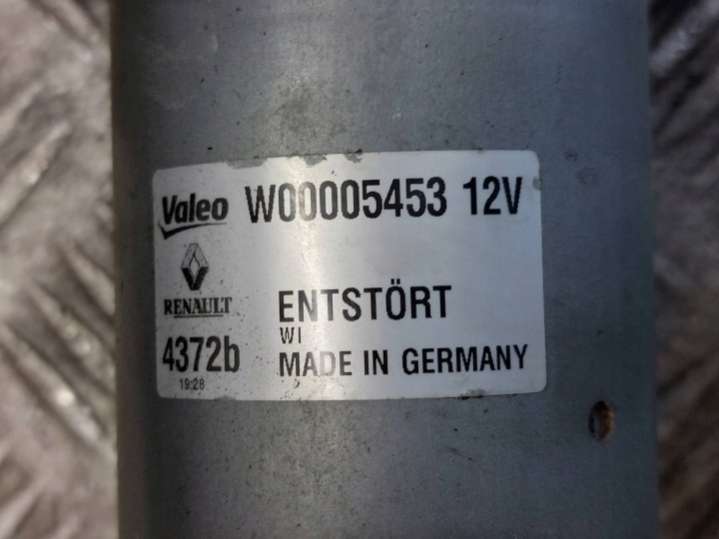 Valeo W00005453 12V
RENAULT
ENTSTÖRT
WI
4372b MADE IN GERMANY
19:28